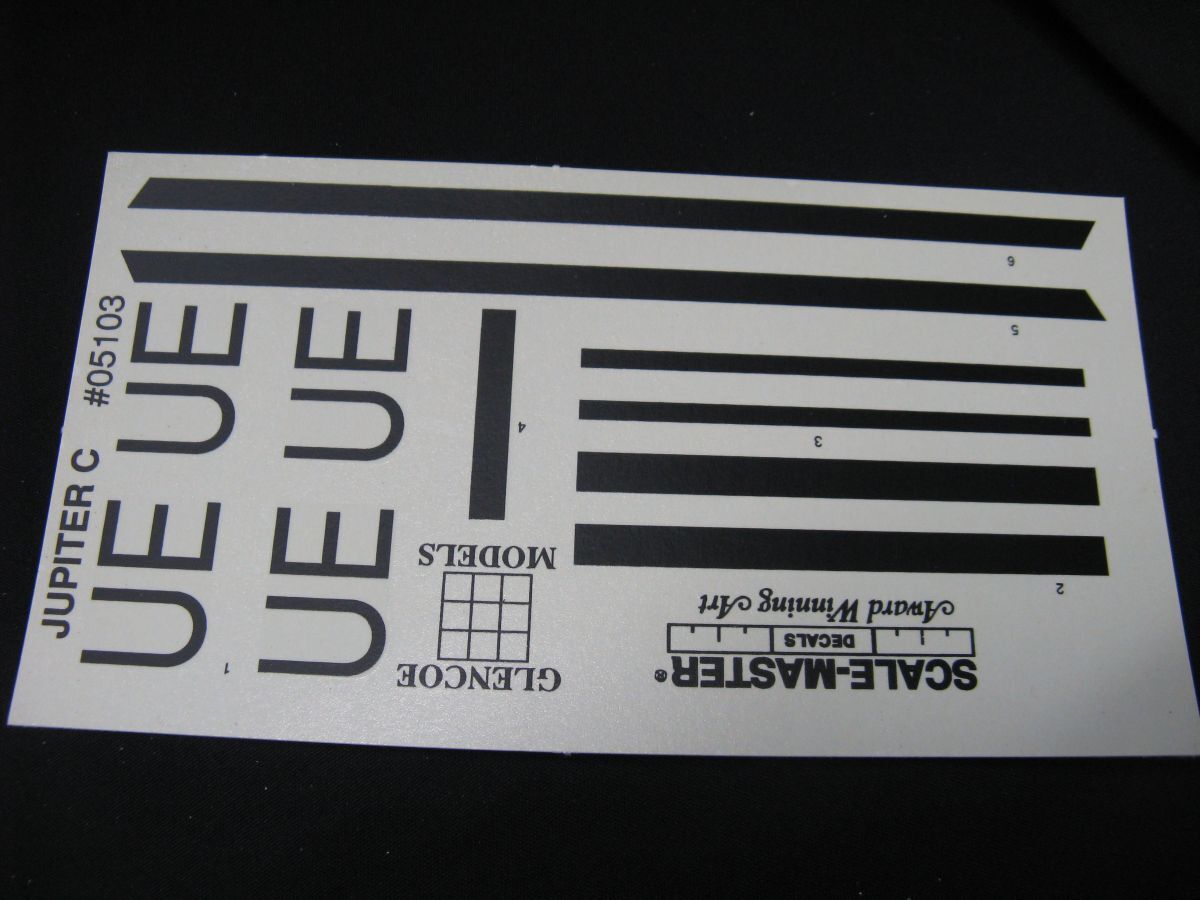 JUPITER C #05103
UE UE
UE UE
1
GLENCOE
MODELS
SCALE-MASTER®
DECALS
Award Winning Art
2
3
4
5
6